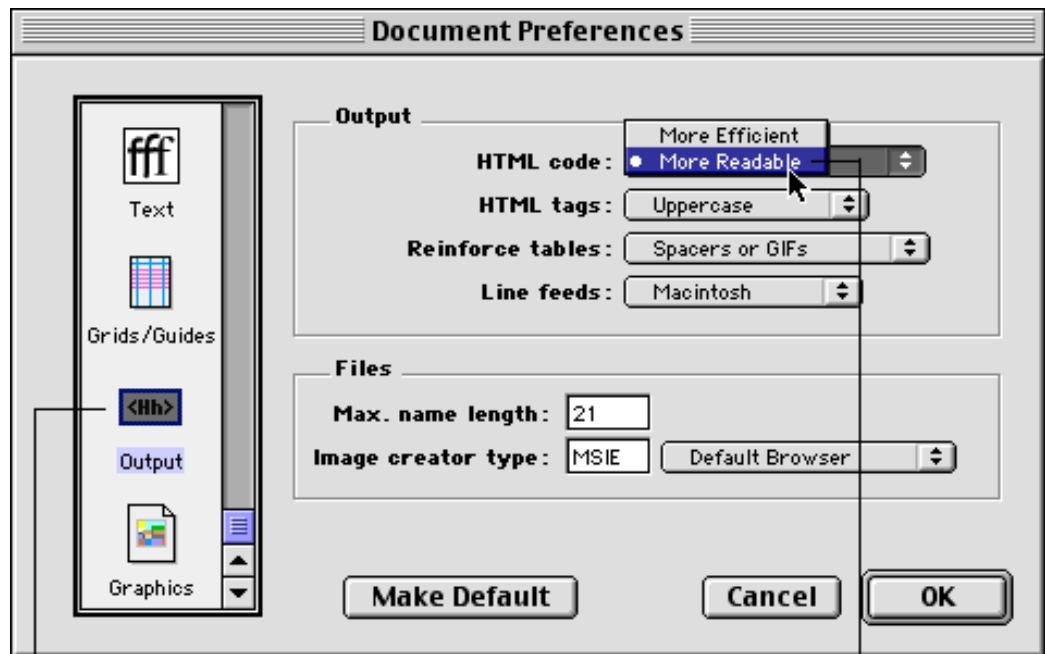 Document Preferences
fff
Text
Grids/Guides
<Hh>
Output
Graphics
Output
More Efficient
HTML code: More Readable
HTML tags: Uppercase
Reinforce tables: Spacers or GIFs
Line feeds: Macintosh
Files
Max. name length: 21
Image creator type: MSIE Default Browser
Make Default Cancel OK